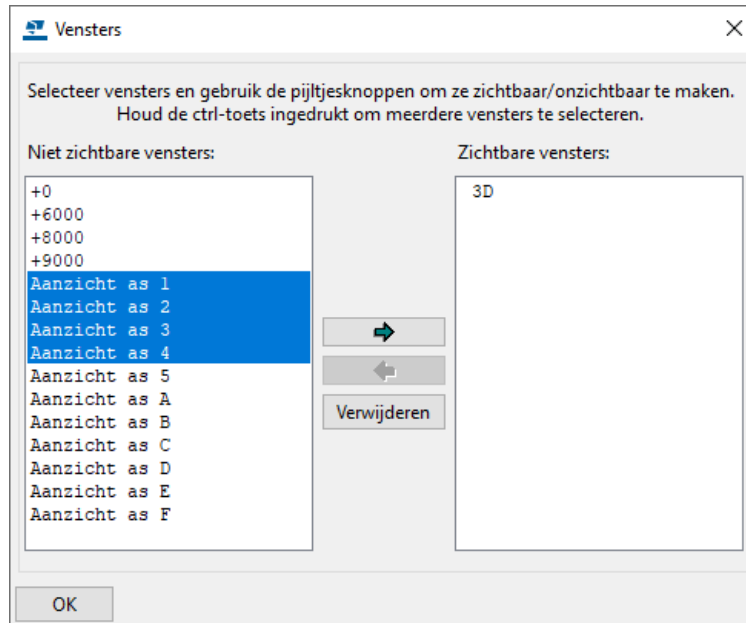 Vensters
Selecteer vensters en gebruik de pijltjesknoppen om ze zichtbaar/onzichtbaar te maken.
Houd de ctrl-toets ingedrukt om meerdere vensters te selecteren.
Niet zichtbare vensters:
+0
+6000
+8000
+9000
Aanzicht as 1
Aanzicht as 2
Aanzicht as 3
Aanzicht as 4
Aanzicht as 5
Aanzicht as A
Aanzicht as B
Aanzicht as C
Aanzicht as D
Aanzicht as E
Aanzicht as F
Verwijderen
Zichtbare vensters:
3D
OK